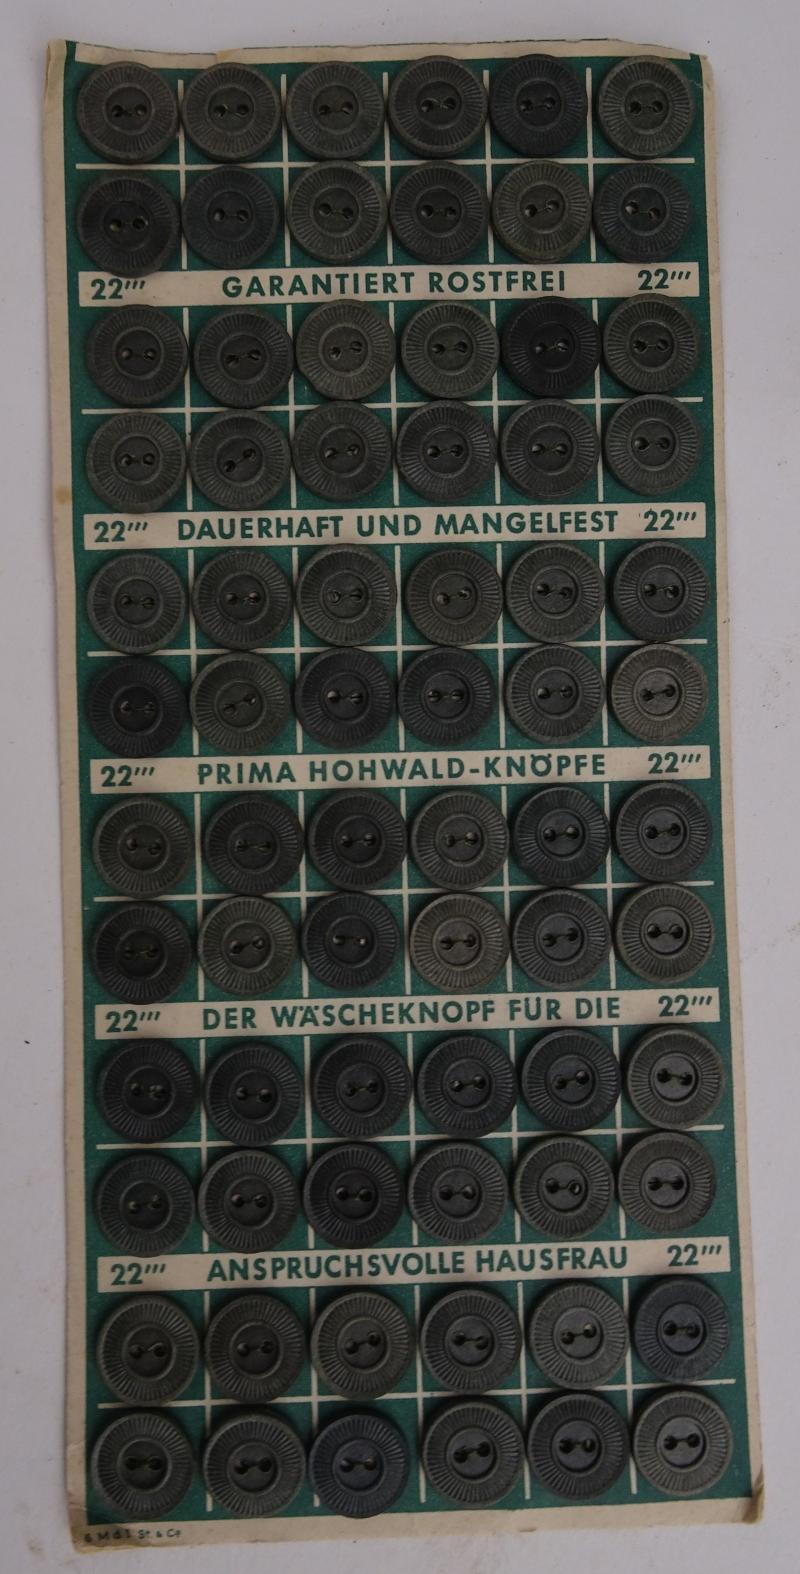 22''' GARANTIERT ROSTFREI 22'''
22''' DAUERHAFT UND MANGELFEST 22'''
22''' PRIMA HOHWALD-KNÖPFE 22'''
22''' DER WÄSCHEKNOPF FÜR DIE 22'''
22''' ANSPRUCHSVOLLE HAUSFRAU 22'''